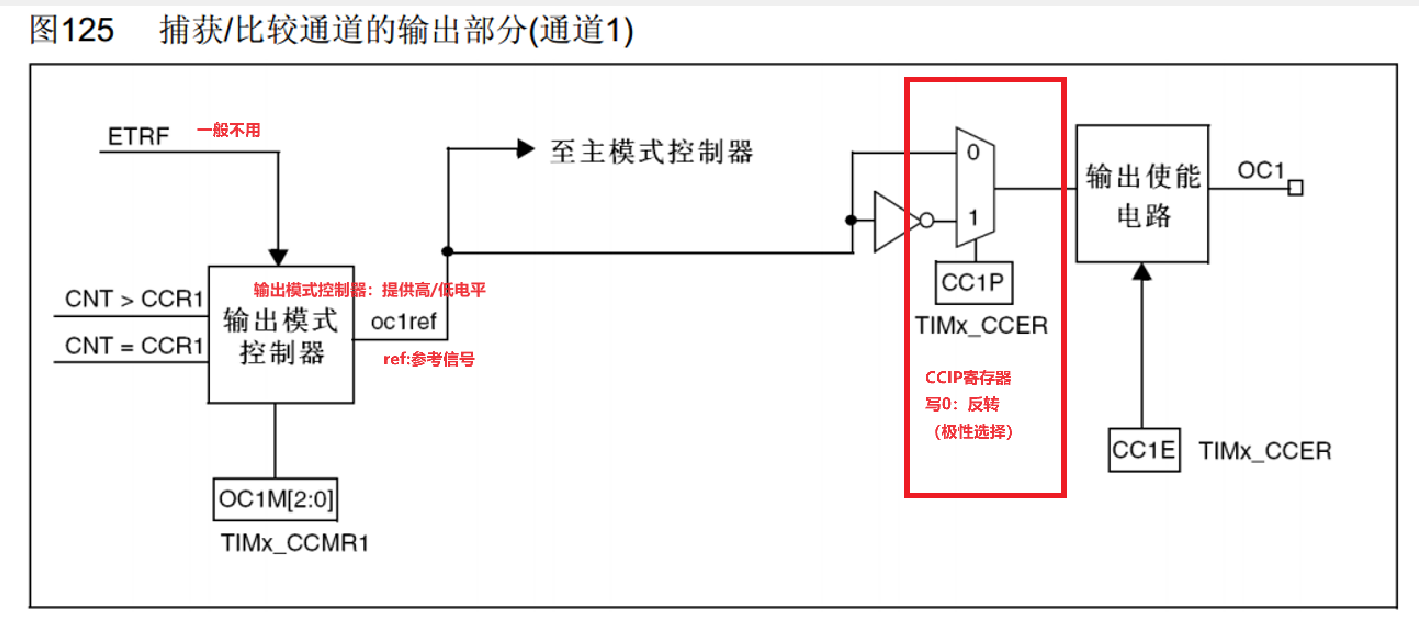 图125 捕获/比较通道的输出部分(通道1)
ETRF
一般不用
至主模式控制器
0
1
输出使能
电路
OC1
CNT > CCR1
CNT = CCR1
输出模式控制器：提供高/低电平
输出模式
控制器
oc1ref
ref:参考信号
CC1P
TIMx_CCER
CCIP寄存器
写0：反转
（极性选择）
CC1E
TIMx_CCER
OC1M[2:0]
TIMx_CCMR1